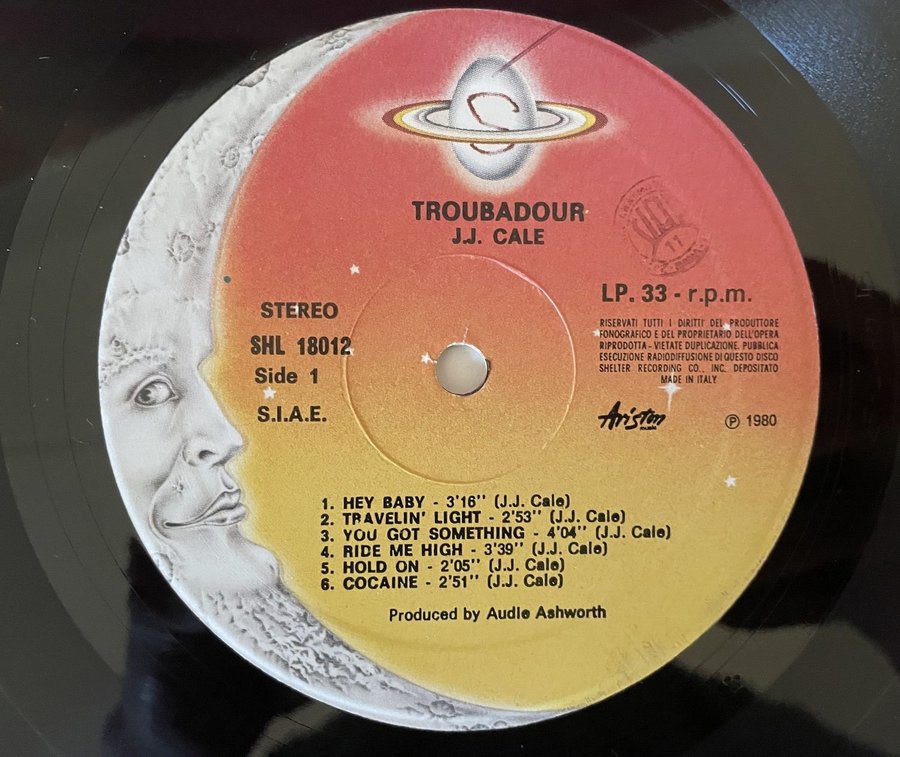 TROUBADOUR
J.J. CALE
STEREO
SHL 18012
Side 1
S.I.A.E.
LP. 33 - r.p.m.
RISERVATI TUTTI I DIRITTI DEL PRODUTTORE
FONOGRAFICO E DEL PROPRIETARIO DELL'OPERA
RIPRODOTTA - VIETATE DUPLICAZIONE. PUBBLICA
ESECUZIONE RADIODIFFUSIONE DI QUESTO DISCO
SHELTER RECORDING CO., INC. DEPOSITATO
MADE IN ITALY
Ariston
℗ 1980
1. HEY BABY - 3'16'' (J.J. Cale)
2. TRAVELIN' LIGHT - 2'53'' (J.J. Cale)
3. YOU GOT SOMETHING - 4'04'' (J.J. Cale)
4. RIDE ME HIGH - 3'39'' (J.J. Cale)
5. HOLD ON - 2'05'' (J.J. Cale)
6. COCAINE - 2'51'' (J.J. Cale)
Produced by Audie Ashworth